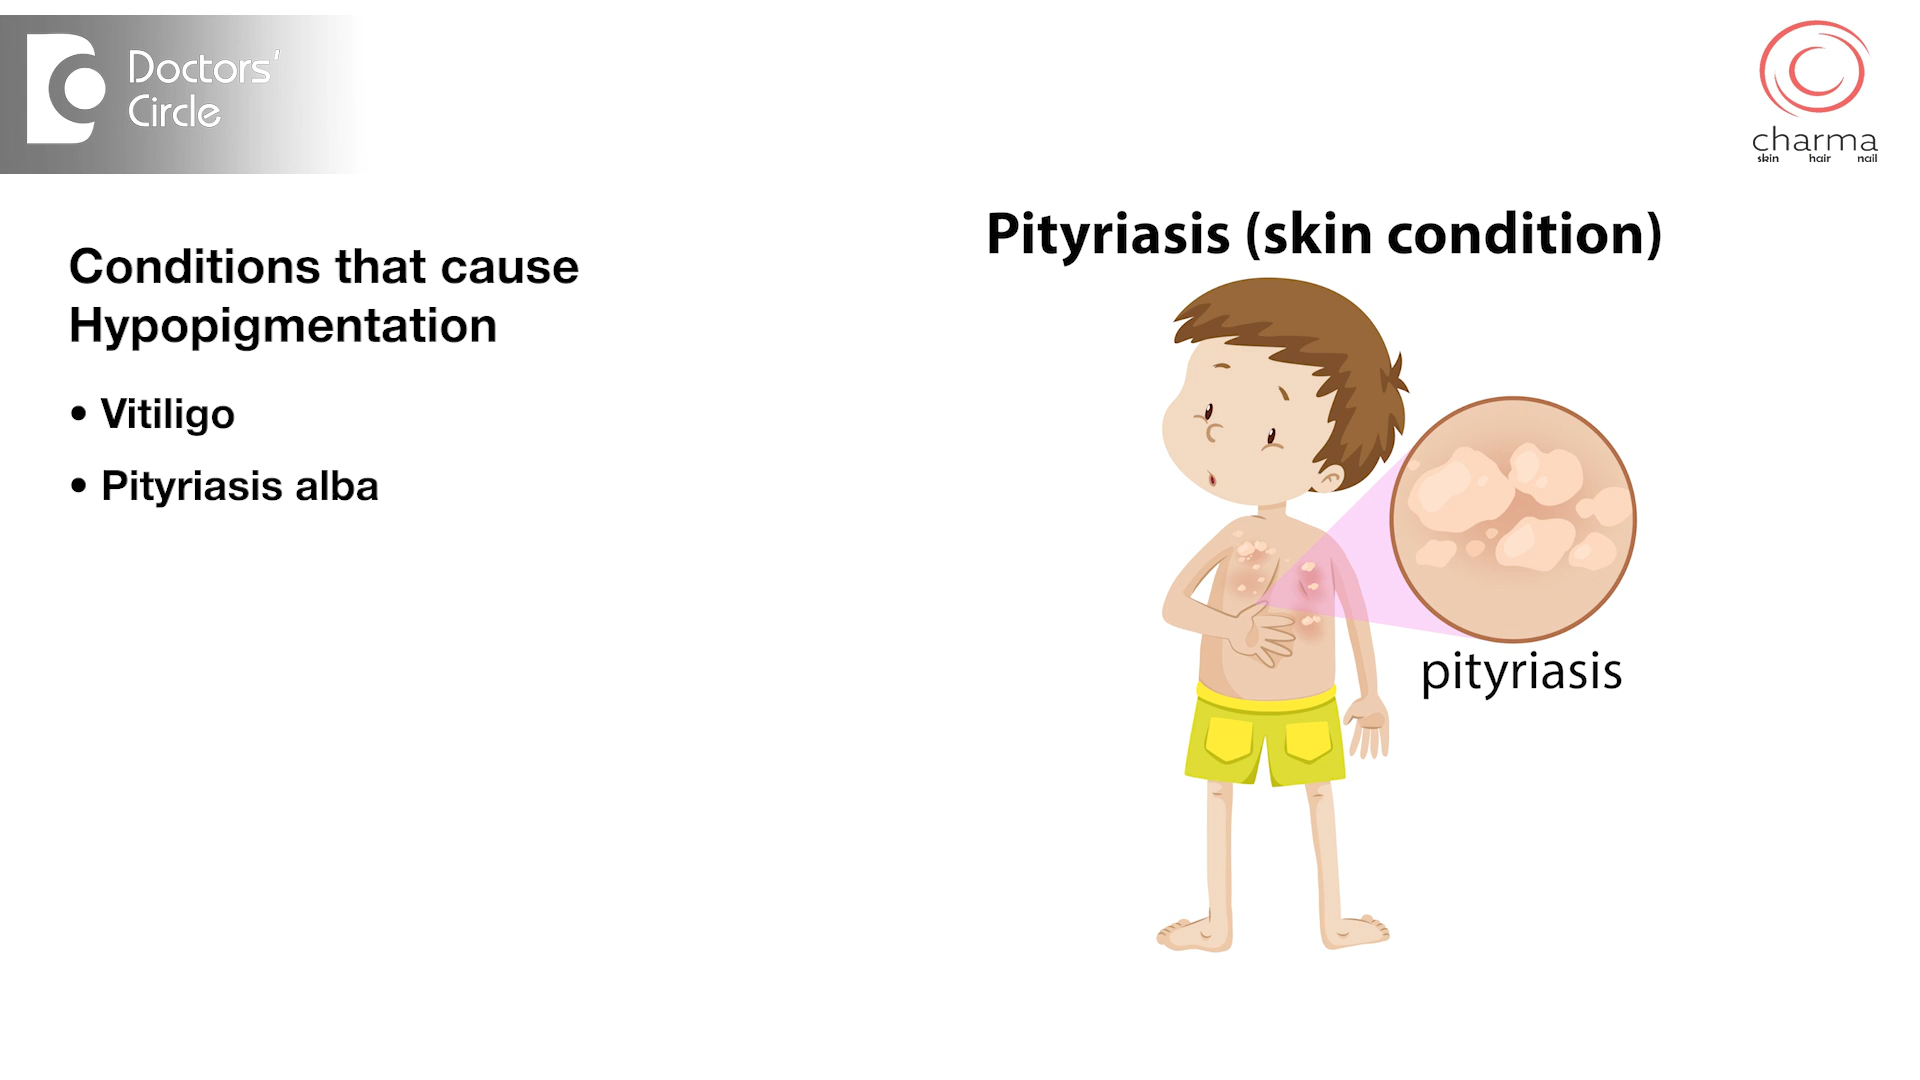 Doctors'
Circle
charma
skin hair nail
Conditions that cause
Hypopigmentation
• Vitiligo
• Pityriasis alba
Pityriasis (skin condition)
pityriasis